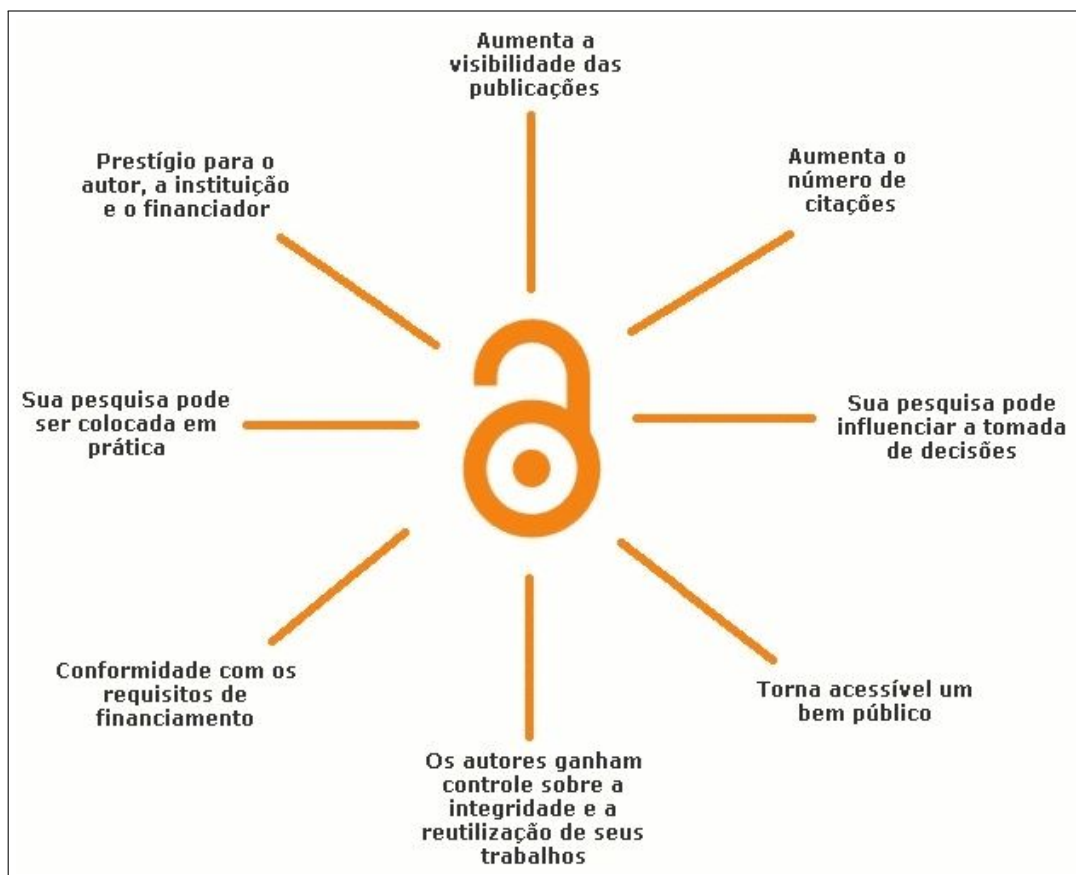 Aumenta a
visibilidade das
publicações
Aumenta o
número de
citações
Sua pesquisa pode
influenciar a tomada
de decisões
Torna acessível um
bem público
Os autores ganham
controle sobre a
integridade e a
reutilização de seus
trabalhos
Conformidade com os
requisitos de
financiamento
Sua pesquisa pode
ser colocada em
prática
Prestígio para o
autor, a instituição
e o financiador